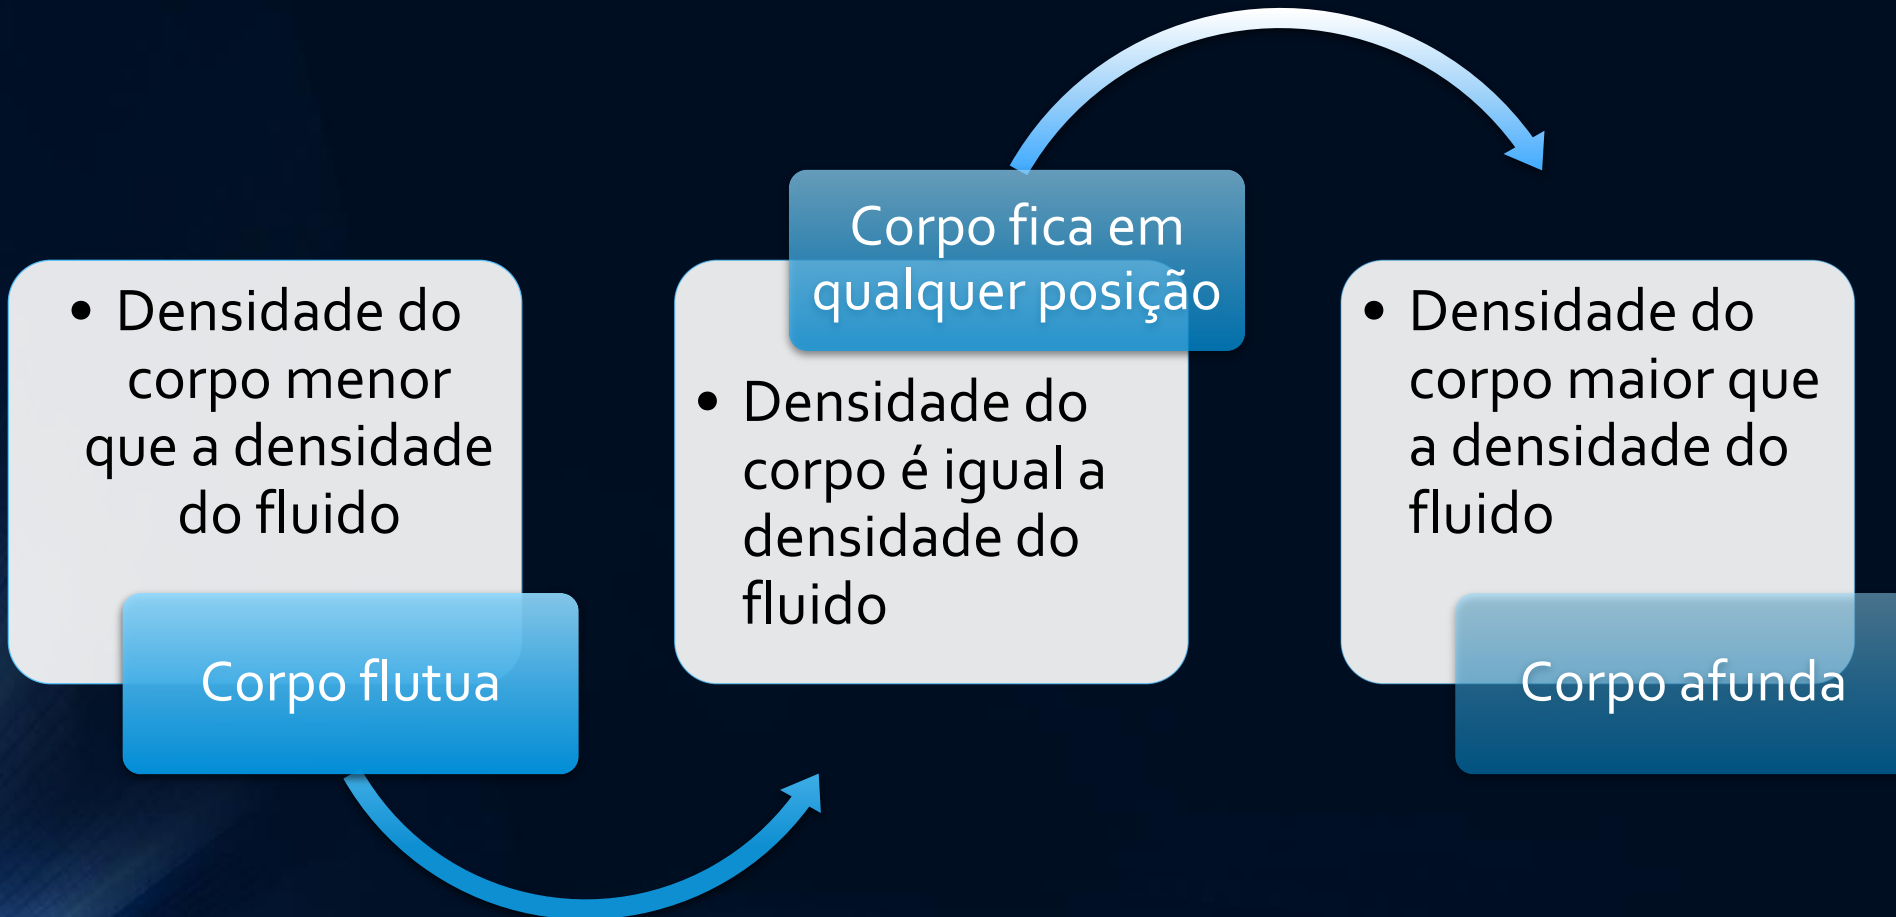 • Densidade do
corpo menor
que a densidade
do fluido
Corpo flutua
Corpo fica em
qualquer posição
• Densidade do
corpo é igual a
densidade do
fluido
• Densidade do
corpo maior que
a densidade do
fluido
Corpo afunda